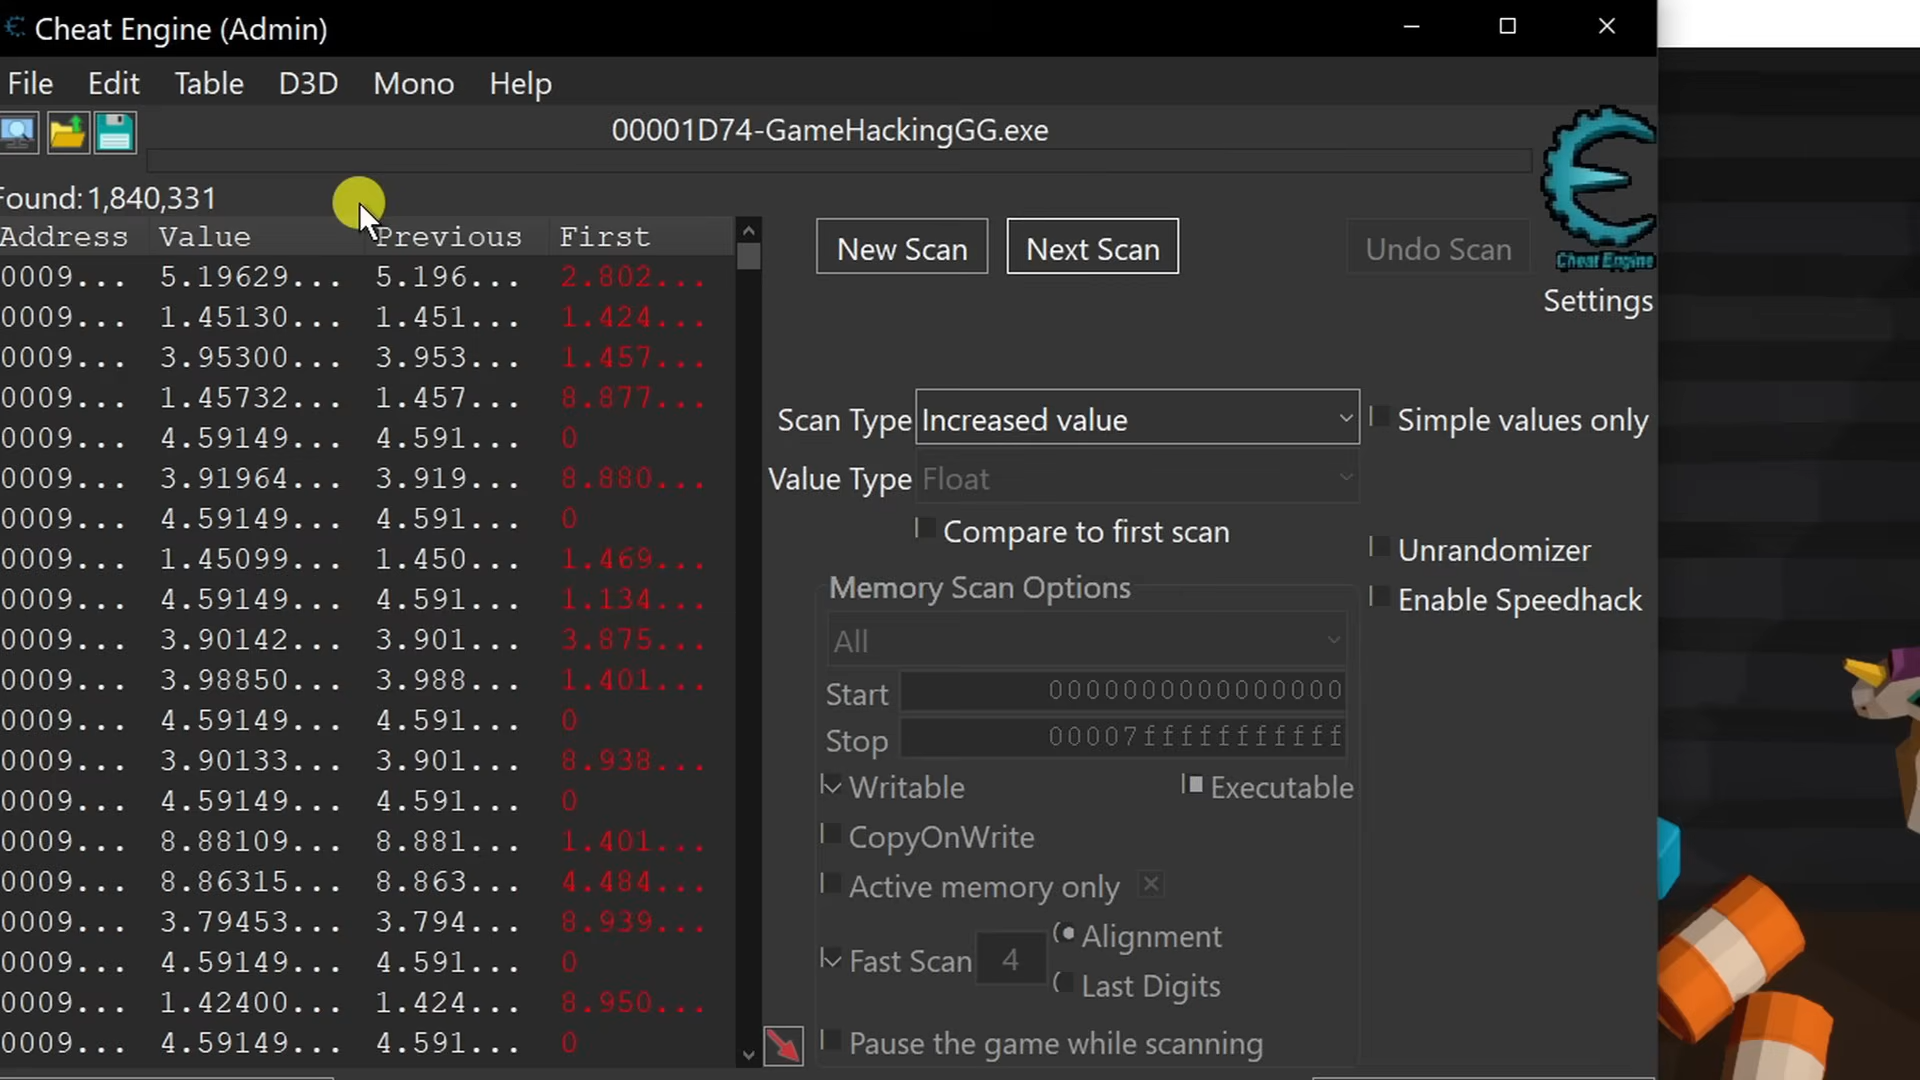 Cheat Engine (Admin)
File Edit Table D3D Mono Help
00001D74-GameHackingGG.exe
Found: 1,840,331
Address Value Previous First
0009... 5.19629... 5.196... 2.802...
0009... 1.45130... 1.451... 1.424...
0009... 3.95300... 3.953... 1.457...
0009... 1.45732... 1.457... 8.877...
0009... 4.59149... 4.591... 0
0009... 3.91964... 3.919... 8.880...
0009... 4.59149... 4.591... 0
0009... 1.45099... 1.450... 1.469...
0009... 4.59149... 4.591... 1.134...
0009... 3.90142... 3.901... 3.875...
0009... 3.98850... 3.988... 1.401...
0009... 4.59149... 4.591... 0
0009... 3.90133... 3.901... 8.938...
0009... 4.59149... 4.591... 0
0009... 8.88109... 8.881... 1.401...
0009... 8.86315... 8.863... 4.484...
0009... 3.79453... 3.794... 8.939...
0009... 4.59149... 4.591... 0
0009... 1.42400... 1.424... 8.950...
0009... 4.59149... 4.591... 0
New Scan Next Scan Undo Scan
Cheat Engine
Settings
Scan Type Increased value Simple values only
Value Type Float
Compare to first scan
Unrandomizer
Enable Speedhack
Memory Scan Options
All
Start 0000000000000000
Stop 00007fffffffffff
Writable Executable
CopyOnWrite
Active memory only
Fast Scan 4 Alignment
Last Digits
Pause the game while scanning